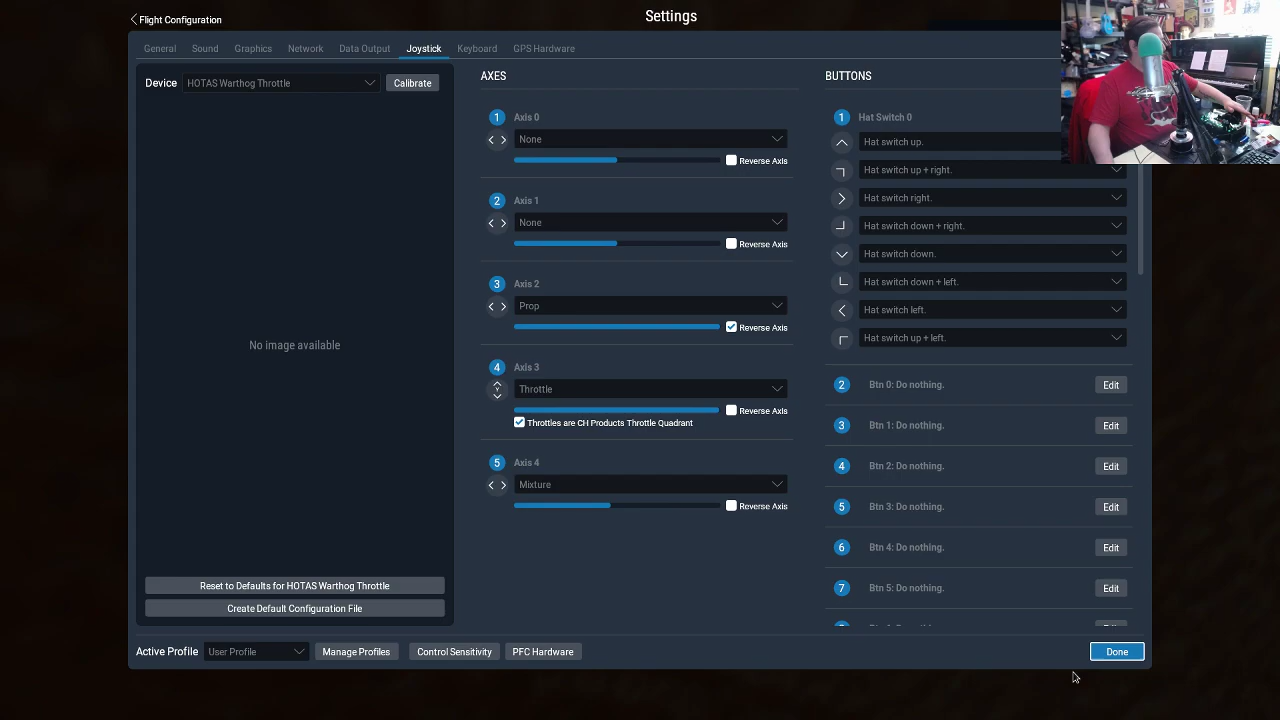 Flight Configuration
Settings
General Sound Graphics Network Data Output Joystick Keyboard GPS Hardware
Device HOTAS Warthog Throttle Calibrate
No image available
Reset to Defaults for HOTAS Warthog Throttle
Create Default Configuration File
AXES
1 Axis 0
None
Reverse Axis
2 Axis 1
None
Reverse Axis
3 Axis 2
Prop
Reverse Axis
4 Axis 3
Y
Throttle
Reverse Axis
Throttles are CH Products Throttle Quadrant
5 Axis 4
Mixture
Reverse Axis
BUTTONS
1 Hat Switch 0
Hat switch up.
Hat switch up + right.
Hat switch right.
Hat switch down + right.
Hat switch down.
Hat switch down + left.
Hat switch left.
Hat switch up + left.
2 Btn 0: Do nothing. Edit
3 Btn 1: Do nothing. Edit
4 Btn 2: Do nothing. Edit
5 Btn 3: Do nothing. Edit
6 Btn 4: Do nothing. Edit
7 Btn 5: Do nothing. Edit
Active Profile User Profile Manage Profiles Control Sensitivity PFC Hardware Done